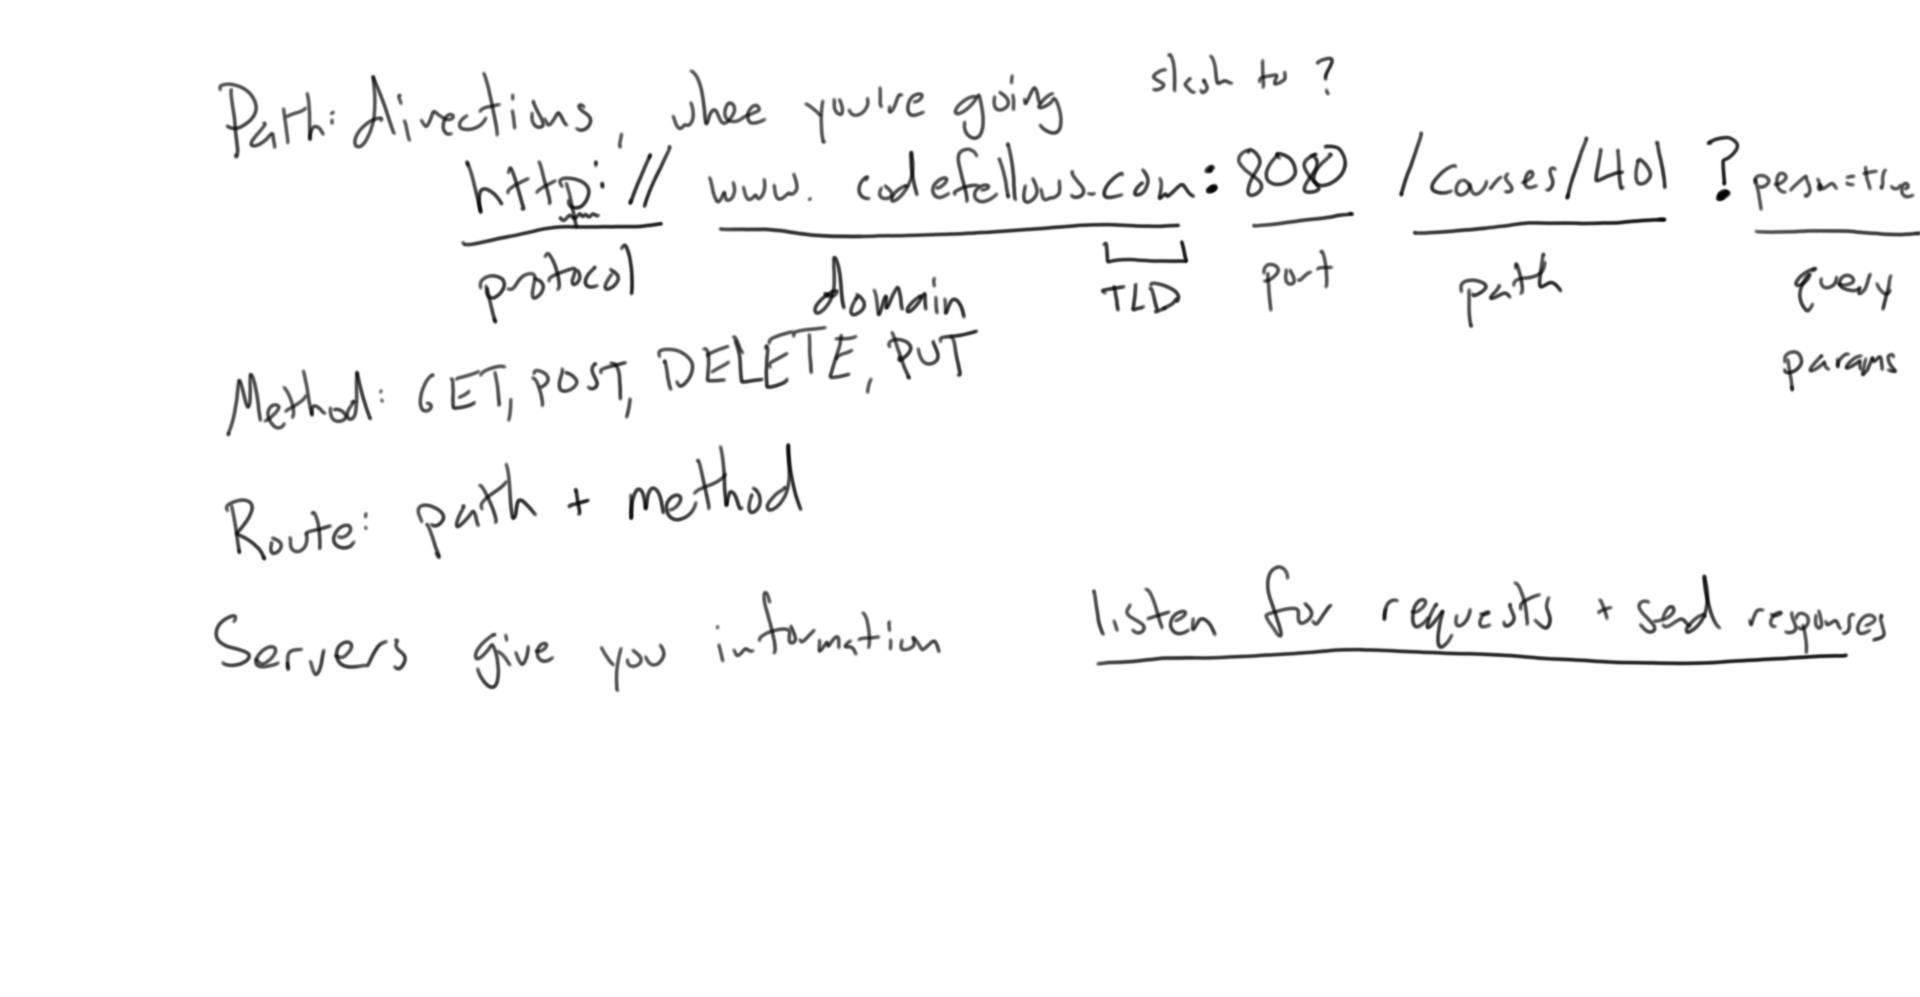 Path: directions, whee you're going slash to ?
http:// www. codefellows.com: 8080 /courses/401 ?
protocol domain TLD port path query
params
Method: GET, POST, DELETE, PUT
Route: path + method
Servers give you information listen for requests + send responses